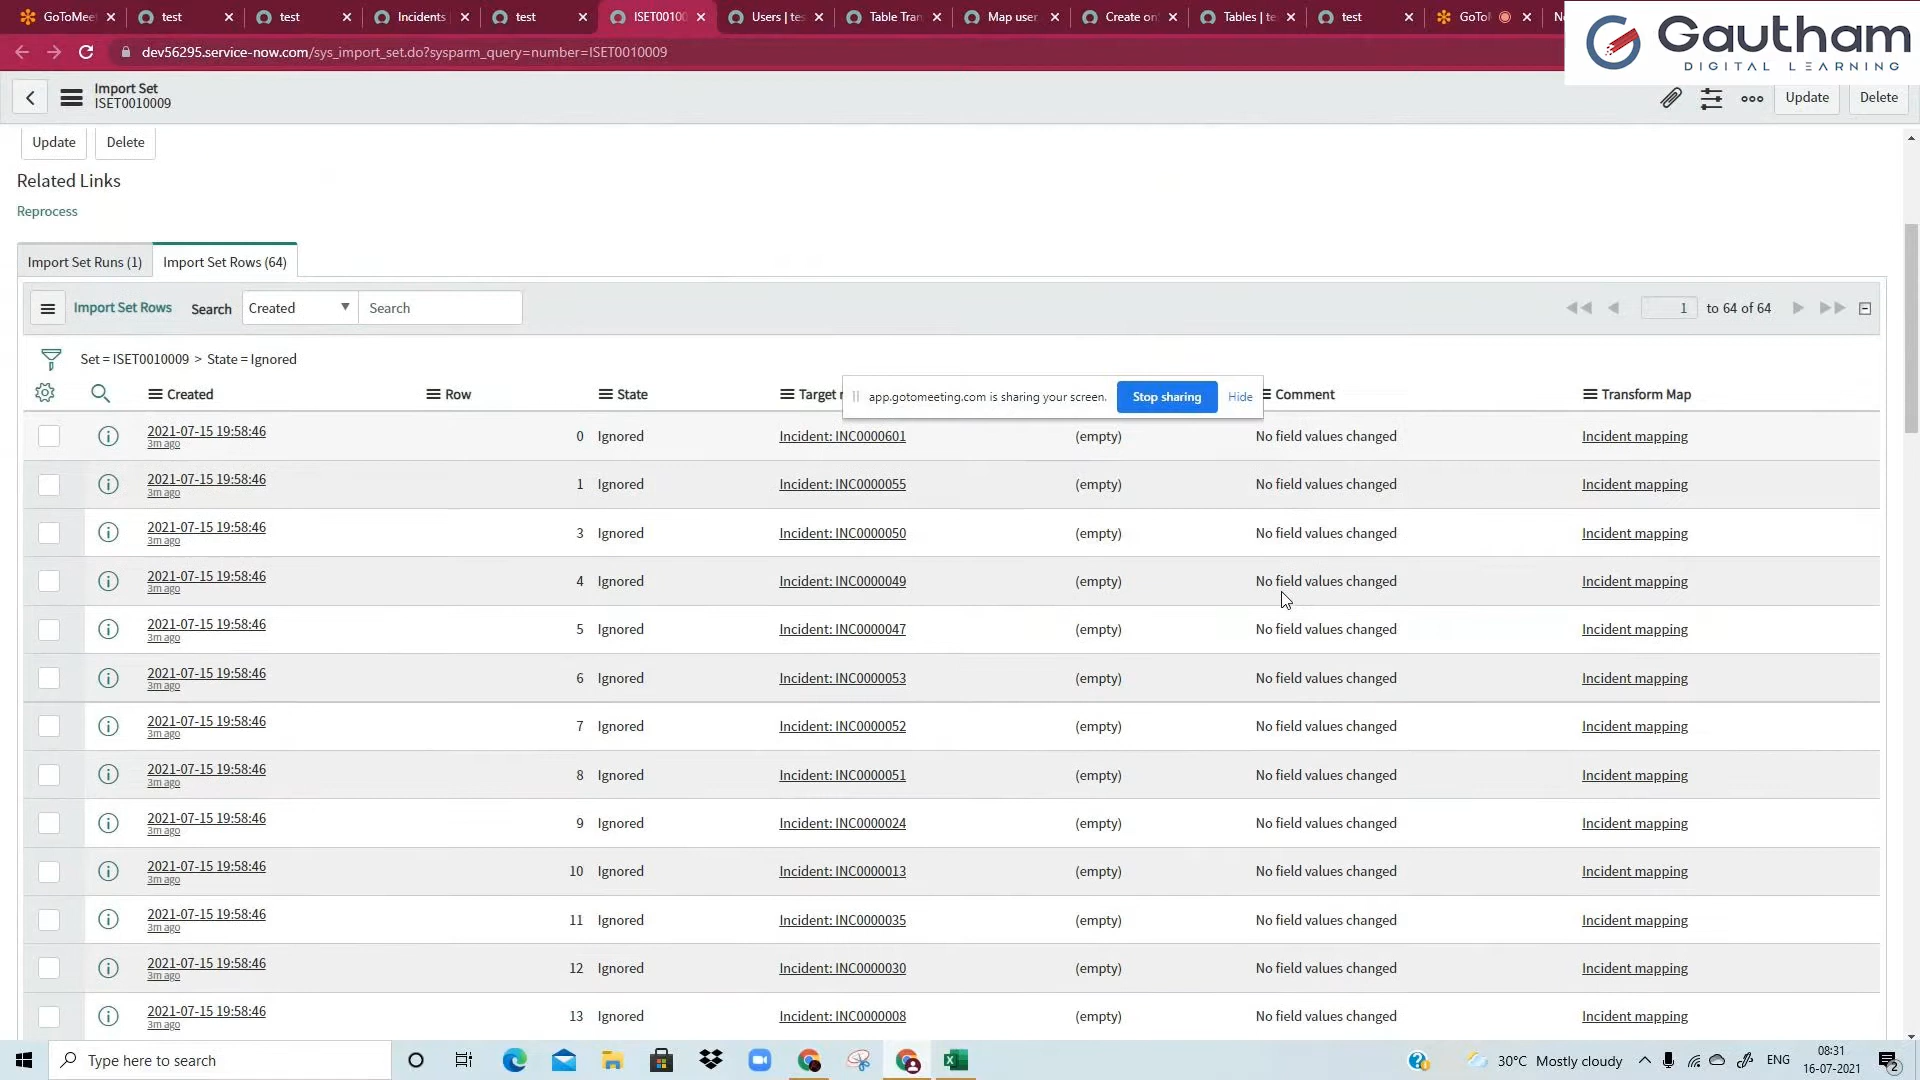 GoToMeet
test
test
Incidents
test
ISET0010
Users | te
Table Tran
Map user
Create on
Tables | te
test
GoTo
Gautham
DIGITAL LEARNING
dev56295.service-now.com/sys_import_set.do?sysparm_query=number=ISET0010009
Import Set
ISET0010009
Update Delete
Update Delete
Related Links
Reprocess
Import Set Runs (1) Import Set Rows (64)
Import Set Rows Search Created Search 1 to 64 of 64
Set = ISET0010009 > State = Ignored
Created Row State Target Comment Transform Map
app.gotomeeting.com is sharing your screen. Stop sharing Hide
2021-07-15 19:58:46 0 Ignored Incident: INC0000601 (empty) No field values changed Incident mapping
3m ago
2021-07-15 19:58:46 1 Ignored Incident: INC0000055 (empty) No field values changed Incident mapping
3m ago
2021-07-15 19:58:46 3 Ignored Incident: INC0000050 (empty) No field values changed Incident mapping
3m ago
2021-07-15 19:58:46 4 Ignored Incident: INC0000049 (empty) No field values changed Incident mapping
3m ago
2021-07-15 19:58:46 5 Ignored Incident: INC0000047 (empty) No field values changed Incident mapping
3m ago
2021-07-15 19:58:46 6 Ignored Incident: INC0000053 (empty) No field values changed Incident mapping
3m ago
2021-07-15 19:58:46 7 Ignored Incident: INC0000052 (empty) No field values changed Incident mapping
3m ago
2021-07-15 19:58:46 8 Ignored Incident: INC0000051 (empty) No field values changed Incident mapping
3m ago
2021-07-15 19:58:46 9 Ignored Incident: INC0000024 (empty) No field values changed Incident mapping
3m ago
2021-07-15 19:58:46 10 Ignored Incident: INC0000013 (empty) No field values changed Incident mapping
3m ago
2021-07-15 19:58:46 11 Ignored Incident: INC0000035 (empty) No field values changed Incident mapping
3m ago
2021-07-15 19:58:46 12 Ignored Incident: INC0000030 (empty) No field values changed Incident mapping
3m ago
2021-07-15 19:58:46 13 Ignored Incident: INC0000008 (empty) No field values changed Incident mapping
3m ago
Type here to search 30°C Mostly cloudy ENG
08:31
16-07-2021
2